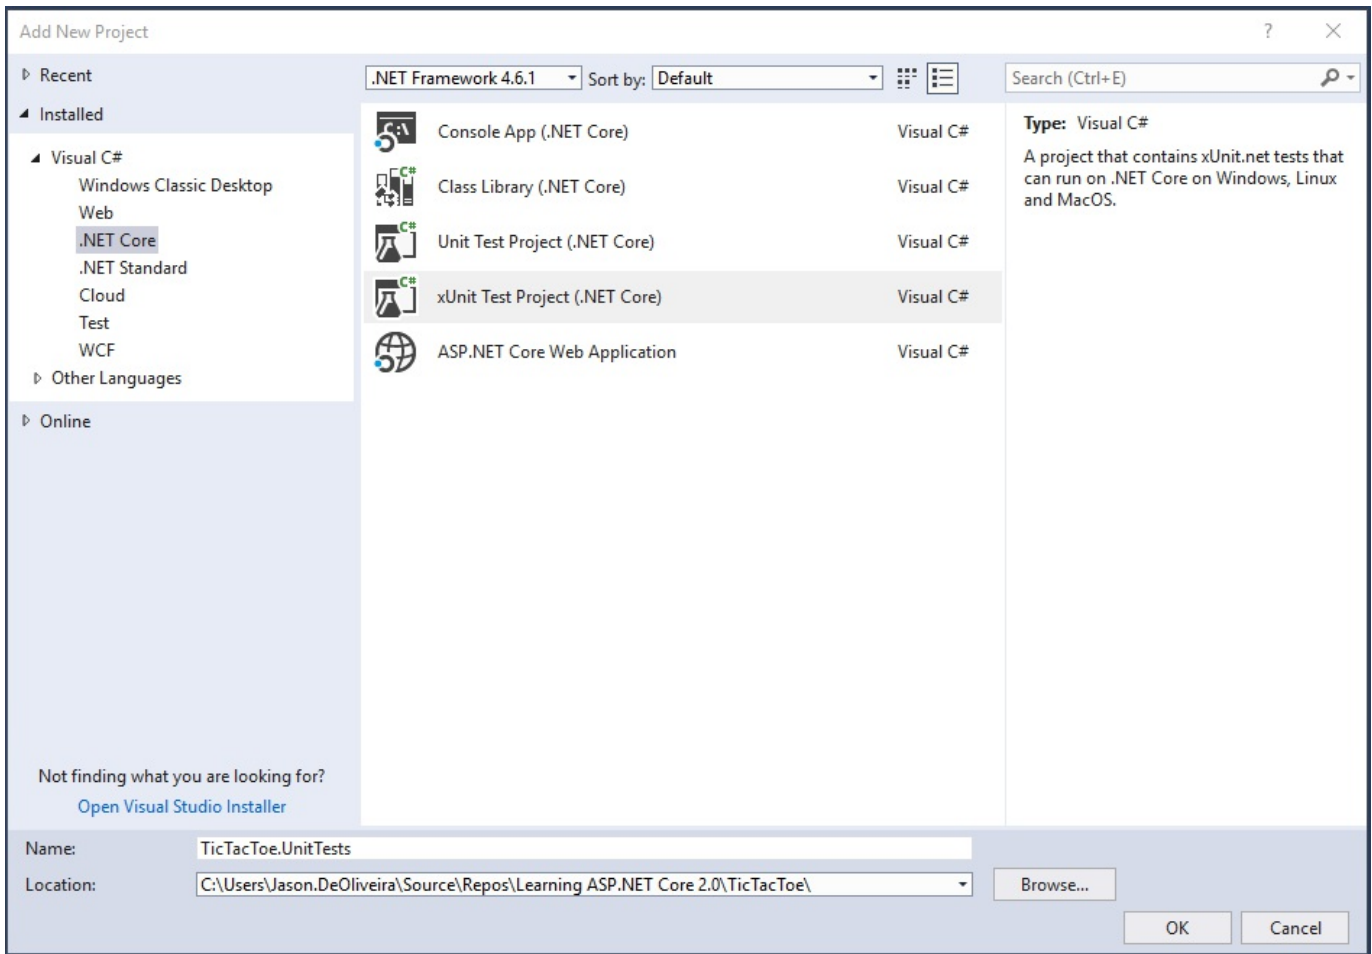 Add New Project
?
Recent
.NET Framework 4.6.1
Sort by: Default
Search (Ctrl+E)
Installed
Visual C#
Windows Classic Desktop
Web
.NET Core
.NET Standard
Cloud
Test
WCF
Other Languages
Online
Not finding what you are looking for?
Open Visual Studio Installer
C:\
Console App (.NET Core) Visual C#
C#
Class Library (.NET Core) Visual C#
C#
Unit Test Project (.NET Core) Visual C#
C#
xUnit Test Project (.NET Core) Visual C#
ASP.NET Core Web Application Visual C#
Type: Visual C#
A project that contains xUnit.net tests that
can run on .NET Core on Windows, Linux
and MacOS.
Name: TicTacToe.UnitTests
Location: C:\Users\Jason.DeOliveira\Source\Repos\Learning ASP.NET Core 2.0\TicTacToe\
Browse...
OK
Cancel